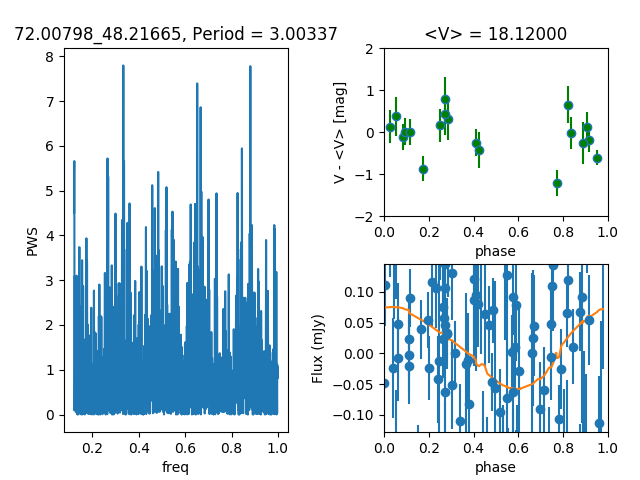 72.00798_48.21665, Period = 3.00337
<V> = 18.12000
8
7
6
5
4
3
2
1
0
PWS
0.2 0.4 0.6 0.8 1.0
freq
2
1
0
−1
−2
V - <V> [mag]
0.0 0.2 0.4 0.6 0.8 1.0
phase
0.10
0.05
0.00
−0.05
−0.10
Flux (mJy)
0.0 0.2 0.4 0.6 0.8 1.0
phase